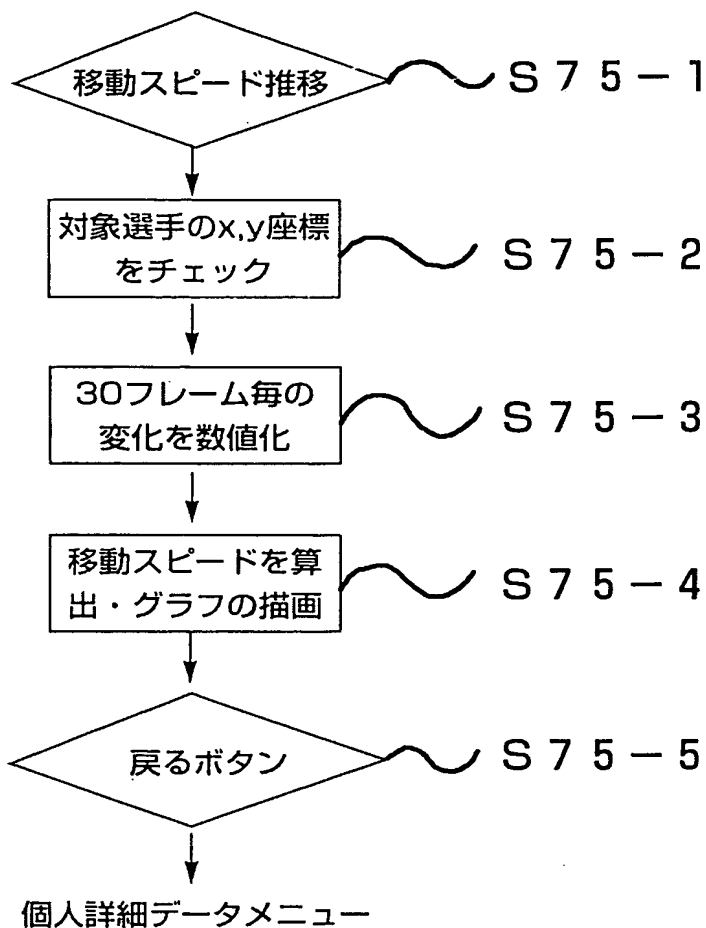 移動スピード推移
S75-1
対象選手のx,y座標
をチェック
S75-2
30フレーム毎の
変化を数値化
S75-3
移動スピードを算
出・グラフの描画
S75-4
戻るボタン
S75-5
個人詳細データメニュー